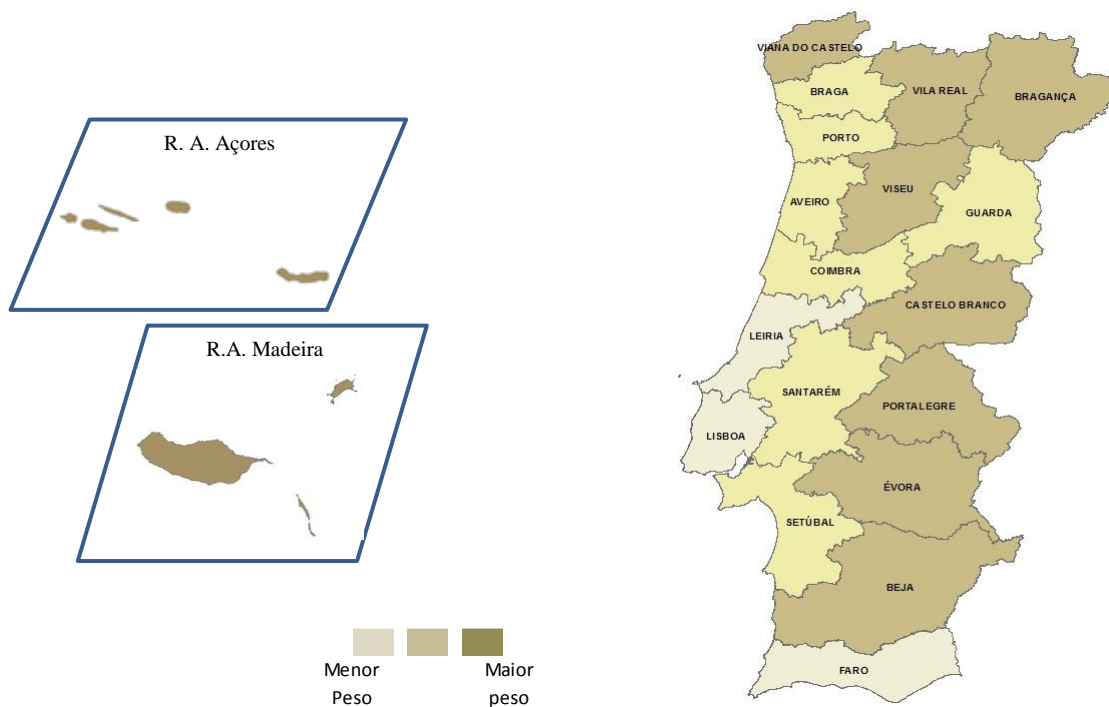 R. A. Açores
R.A. Madeira
Menor
Peso
Maior
peso
VIANA DO CASTELO
BRAGA
VILA REAL
BRAGANÇA
PORTO
AVEIRO
VISEU
GUARDA
COIMBRA
CASTELO BRANCO
LEIRIA
SANTARÉM
PORTALEGRE
LISBOA
ÉVORA
SETÚBAL
BEJA
FARO